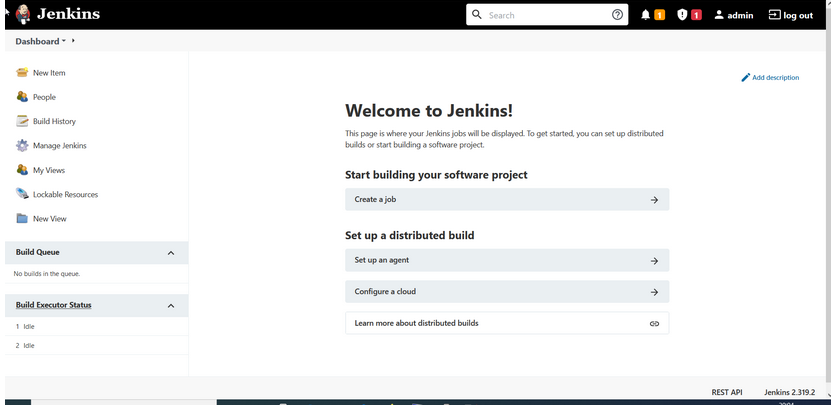 Jenkins
Search
1
1
admin
log out
Dashboard
New Item
People
Build History
Manage Jenkins
My Views
Lockable Resources
New View
Build Queue
No builds in the queue.
Build Executor Status
1 Idle
2 Idle
Add description
Welcome to Jenkins!
This page is where your Jenkins jobs will be displayed. To get started, you can set up distributed
builds or start building a software project.
Start building your software project
Create a job
Set up a distributed build
Set up an agent
Configure a cloud
Learn more about distributed builds
REST API
Jenkins 2.319.2